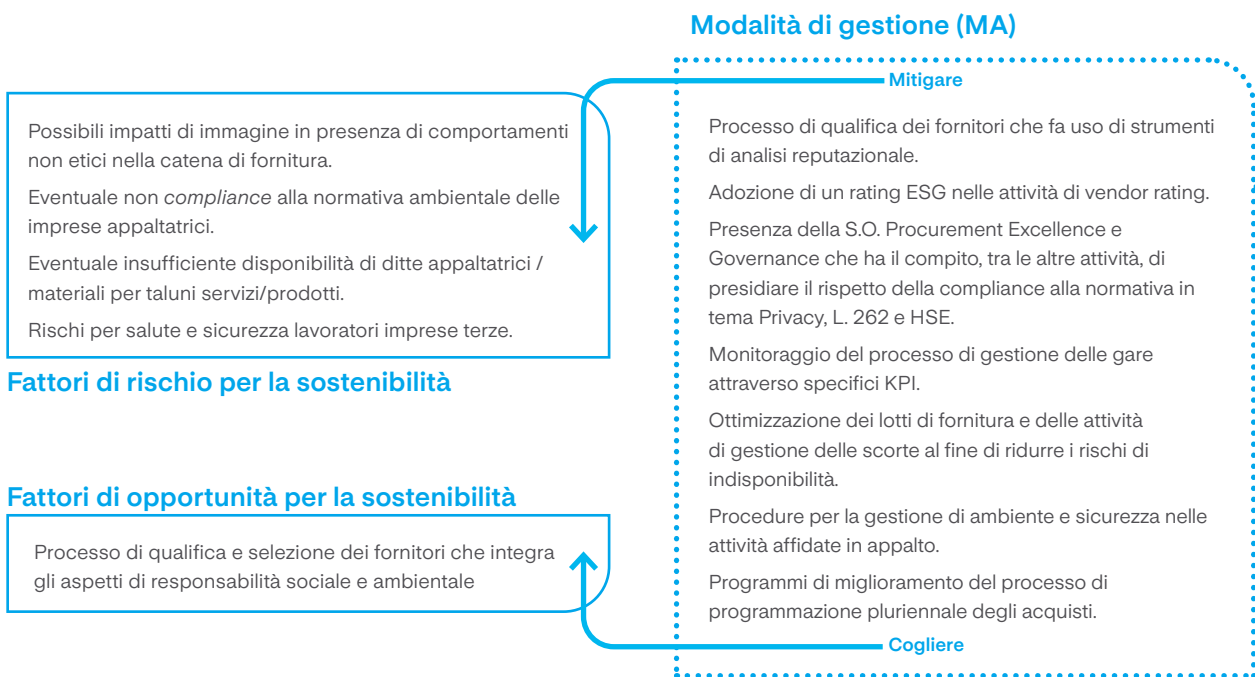 Modalità di gestione (MA)
Mitigare
Possibili impatti di immagine in presenza di comportamenti
non etici nella catena di fornitura.
Eventuale non compliance alla normativa ambientale delle
imprese appaltatrici.
Eventuale insufficiente disponibilità di ditte appaltatrici /
materiali per taluni servizi/prodotti.
Rischi per salute e sicurezza lavoratori imprese terze.
Fattori di rischio per la sostenibilità
Fattori di opportunità per la sostenibilità
Processo di qualifica e selezione dei fornitori che integra
gli aspetti di responsabilità sociale e ambientale
Processo di qualifica dei fornitori che fa uso di strumenti
di analisi reputazionale.
Adozione di un rating ESG nelle attività di vendor rating.
Presenza della S.O. Procurement Excellence e
Governance che ha il compito, tra le altre attività, di
presidiare il rispetto della compliance alla normativa in
tema Privacy, L. 262 e HSE.
Monitoraggio del processo di gestione delle gare
attraverso specifici KPI.
Ottimizzazione dei lotti di fornitura e delle attività
di gestione delle scorte al fine di ridurre i rischi di
indisponibilità.
Procedure per la gestione di ambiente e sicurezza nelle
attività affidate in appalto.
Programmi di miglioramento del processo di
programmazione pluriennale degli acquisti.
Cogliere